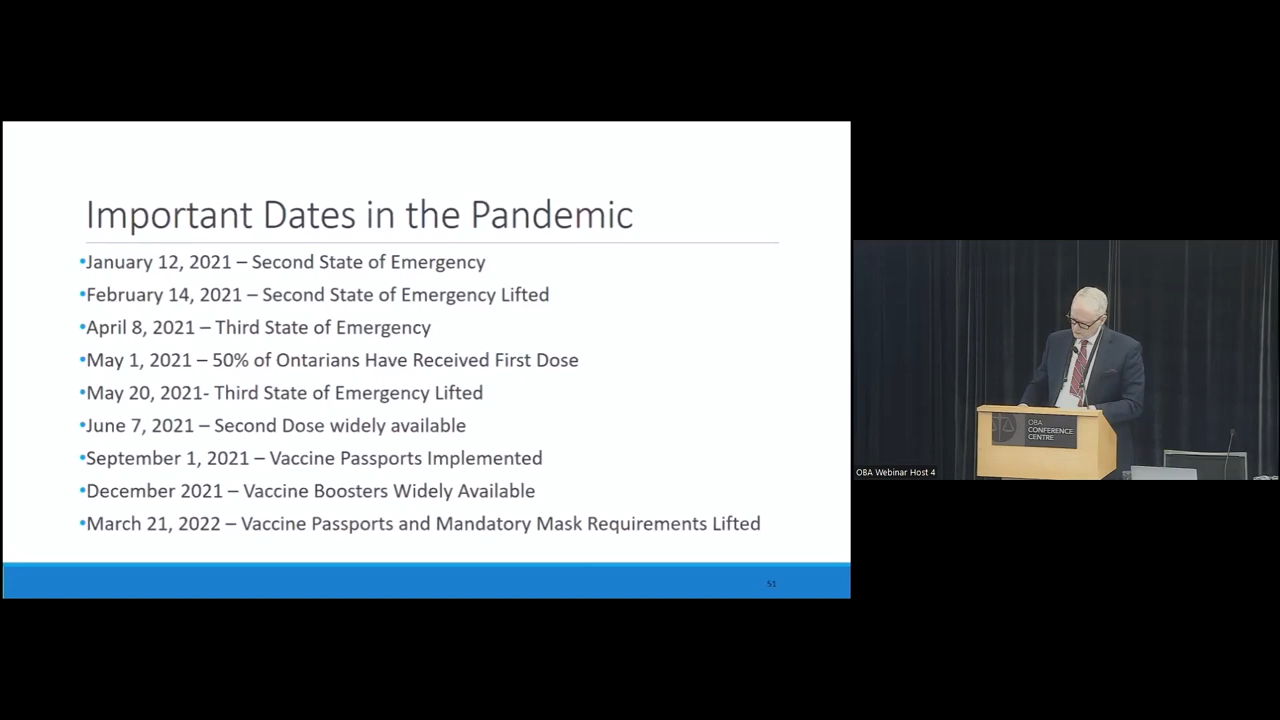 Important Dates in the Pandemic
•January 12, 2021 – Second State of Emergency
•February 14, 2021 – Second State of Emergency Lifted
•April 8, 2021 – Third State of Emergency
•May 1, 2021 – 50% of Ontarians Have Received First Dose
•May 20, 2021- Third State of Emergency Lifted
•June 7, 2021 – Second Dose widely available
•September 1, 2021 – Vaccine Passports Implemented
•December 2021 – Vaccine Boosters Widely Available
•March 21, 2022 – Vaccine Passports and Mandatory Mask Requirements Lifted
51
OBA
CONFERENCE
CENTRE
OBA Webinar Host 4